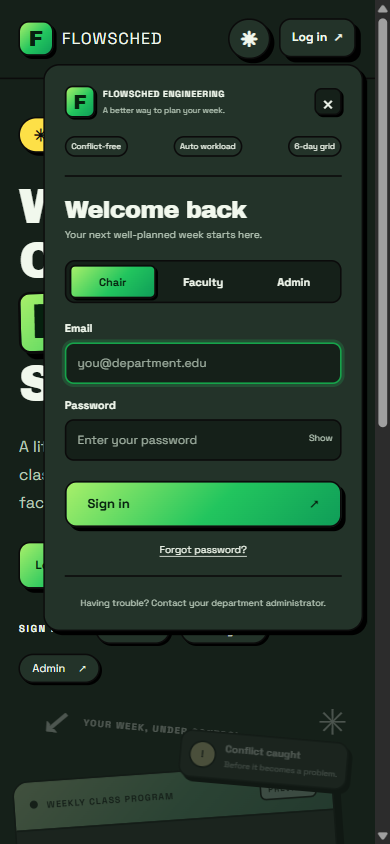 F FLOWSCHED
Log in ↗
F FLOWSCHED ENGINEERING
A better way to plan your week.
×
Conflict-free Auto workload 6-day grid
Welcome back
Your next well-planned week starts here.
Chair Faculty Admin
Email
you@department.edu
Password
Enter your password Show
Sign in ↗
Forgot password?
Having trouble? Contact your department administrator.
A li
clas
fac
SIGN
Admin ↗
YOUR WEEK, UNDER
Conflict caught
Before it becomes a problem.
WEEKLY CLASS PROGRAM